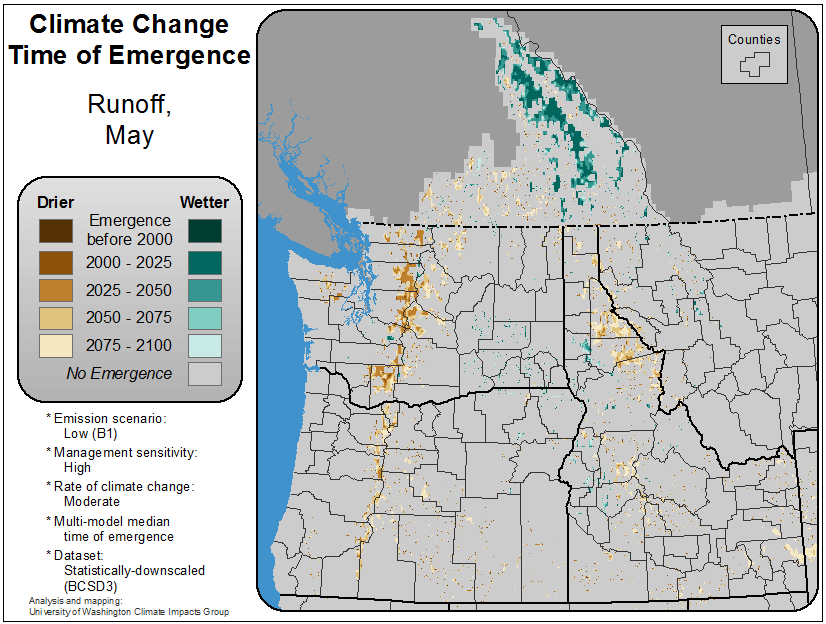 Climate Change
Time of Emergence
Runoff,
May
Drier Wetter
Emergence
before 2000
2000 - 2025
2025 - 2050
2050 - 2075
2075 - 2100
No Emergence
* Emission scenario:
Low (B1)
* Management sensitivity:
High
* Rate of climate change:
Moderate
* Multi-model median
time of emergence
* Dataset:
Statistically-downscaled
(BCSD3)
Analysis and mapping:
University of Washington Climate Impacts Group
Counties